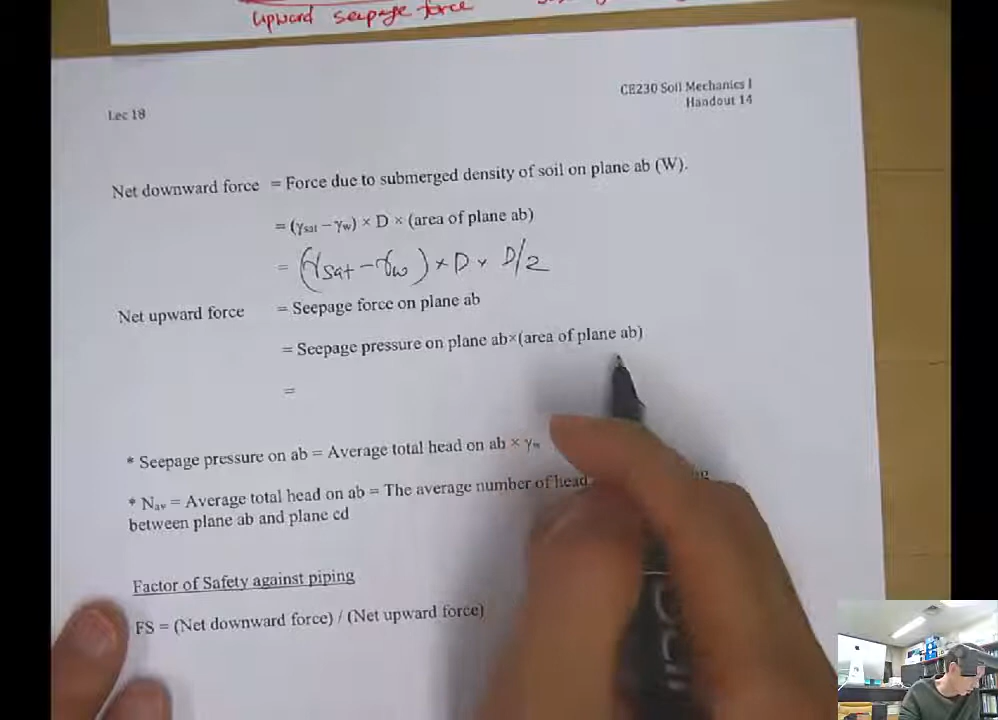 upward seepage force
Lec 18
CE230 Soil Mechanics I
Handout 14
Net downward force = Force due to submerged density of soil on plane ab (W).
= (γsat − γw) × D × (area of plane ab)
= (γsat − γw) × D × D/2
Net upward force = Seepage force on plane ab
= Seepage pressure on plane ab×(area of plane ab)
=
* Seepage pressure on ab = Average total head on ab × γw
* Nav = Average total head on ab = The average number of head
between plane ab and plane cd
Factor of Safety against piping
FS = (Net downward force) / (Net upward force)